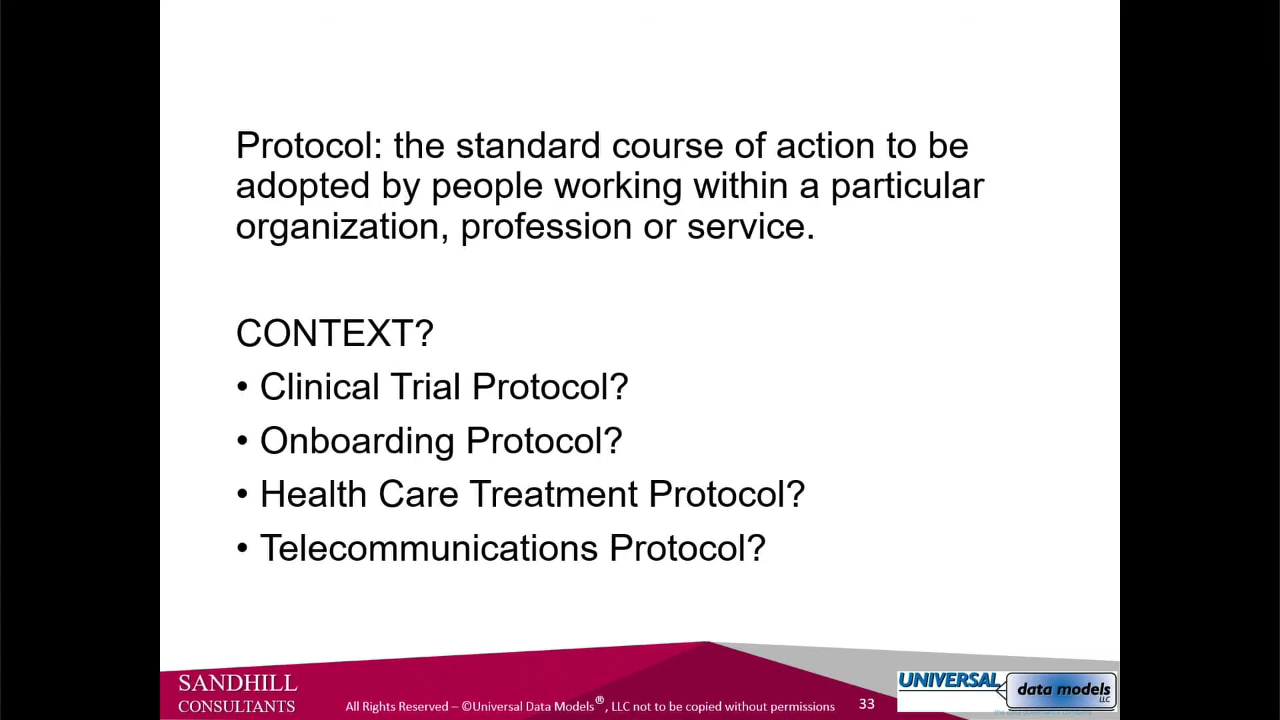 Protocol: the standard course of action to be
adopted by people working within a particular
organization, profession or service.
CONTEXT?
• Clinical Trial Protocol?
• Onboarding Protocol?
• Health Care Treatment Protocol?
• Telecommunications Protocol?
SANDHILL
CONSULTANTS
All Rights Reserved – ©Universal Data Models®, LLC not to be copied without permissions
33
UNIVERSAL
data models
LLC